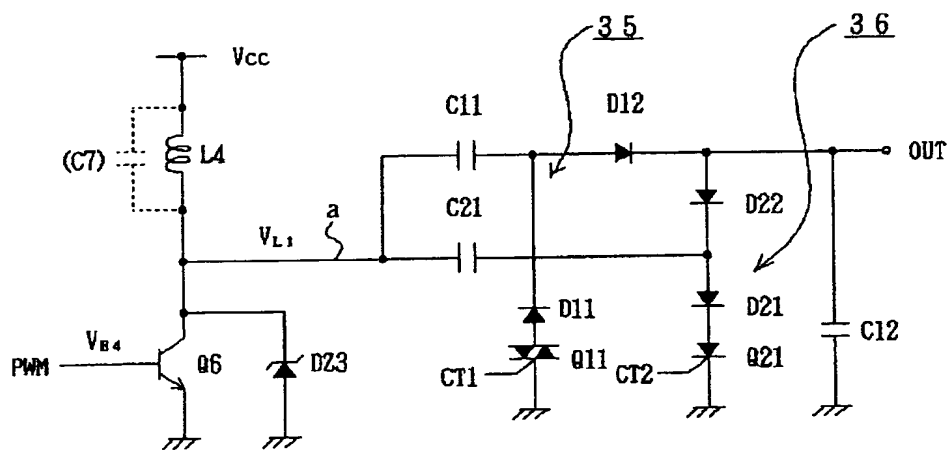 35
36
Vcc
C11
D12
(C7)
L4
OUT
C21
D22
a
VL1
D11
D21
C12
VB4
PWM
Q6
DZ3
CT1
Q11
CT2
Q21